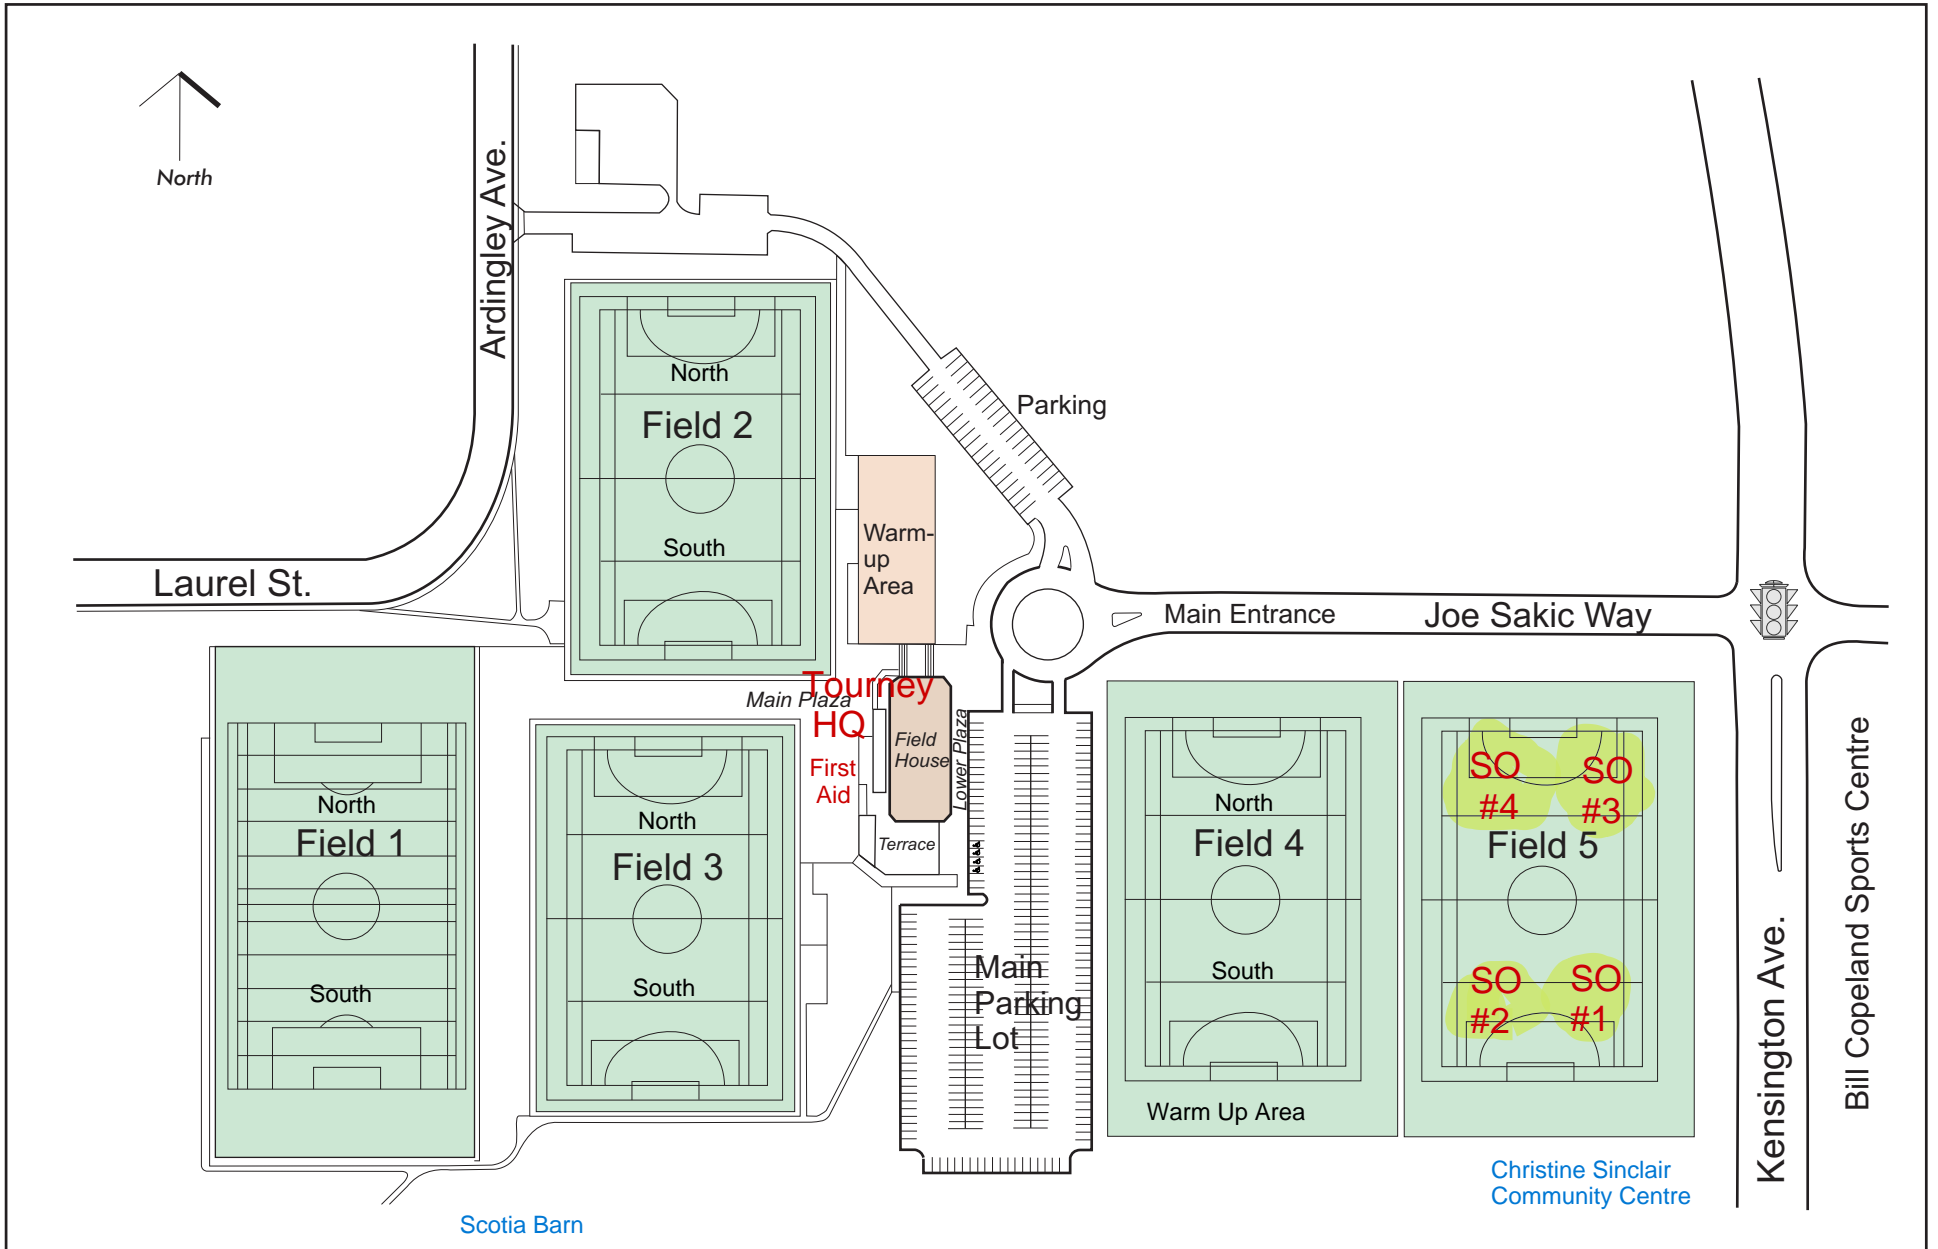 North
Ardingley Ave.
Laurel St.
North
Field 2
South
Parking
Warm-
up
Area
Main Entrance
Joe Sakic Way
Main Plaza
Tourney
HQ
First
Aid
Field
House
Lower Plaza
Terrace
North
Field 1
South
North
Field 3
South
Main
Parking
Lot
North
Field 4
South
Warm Up Area
SO
#4
SO
#3
Field 5
SO
#2
SO
#1
Kensington Ave.
Bill Copeland Sports Centre
Christine Sinclair
Community Centre
Scotia Barn